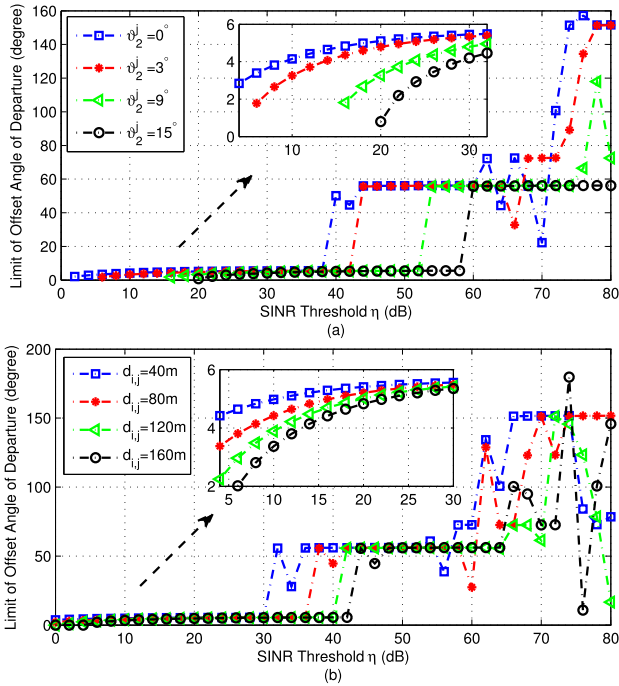 Limit of Offset Angle of Departure (degree)
160
140
120
100
80
60
40
20
0
ϑ₂ʲ=0°
ϑ₂ʲ=3°
ϑ₂ʲ=9°
ϑ₂ʲ=15°
6
4
2
0
10 20 30
0 10 20 30 40 50 60 70 80
SINR Threshold η (dB)
(a)
Limit of Offset Angle of Departure (degree)
200
150
100
50
0
dᵢ,ⱼ=40m
dᵢ,ⱼ=80m
dᵢ,ⱼ=120m
dᵢ,ⱼ=160m
6
4
2
5 10 15 20 25 30
0 10 20 30 40 50 60 70 80
SINR Threshold η (dB)
(b)